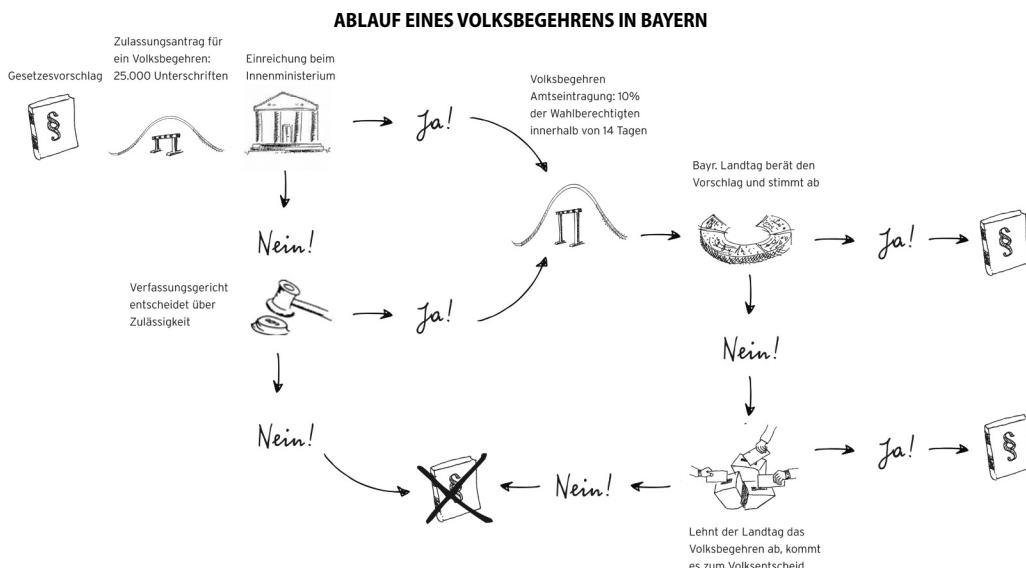 ABLAUF EINES VOLKSBEGEHRENS IN BAYERN
Gesetzesvorschlag
Zulassungsantrag für
ein Volksbegehren:
25.000 Unterschriften
Einreichung beim
Innenministerium
Ja!
Volksbegehren
Amtseintragung: 10%
der Wahlberechtigten
innerhalb von 14 Tagen
Nein!
Verfassungsgericht
entscheidet über
Zulässigkeit
Ja!
Bayr. Landtag berät den
Vorschlag und stimmt ab
Ja!
§
Nein!
Nein!
§
Nein!
Ja!
§
Lehnt der Landtag das
Volksbegehren ab, kommt
es zum Volksentscheid
§